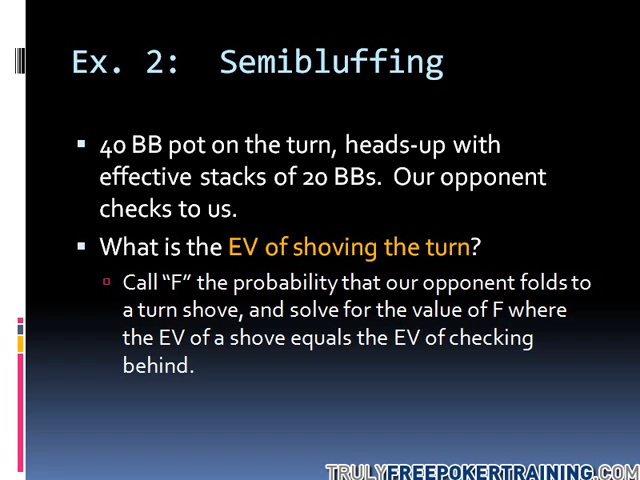 Ex. 2: Semibluffing
40 BB pot on the turn, heads-up with
effective stacks of 20 BBs. Our opponent
checks to us.
What is the EV of shoving the turn?
Call “F” the probability that our opponent folds to
a turn shove, and solve for the value of F where
the EV of a shove equals the EV of checking
behind.
TRULYFREEPOKERTRAINING.COM